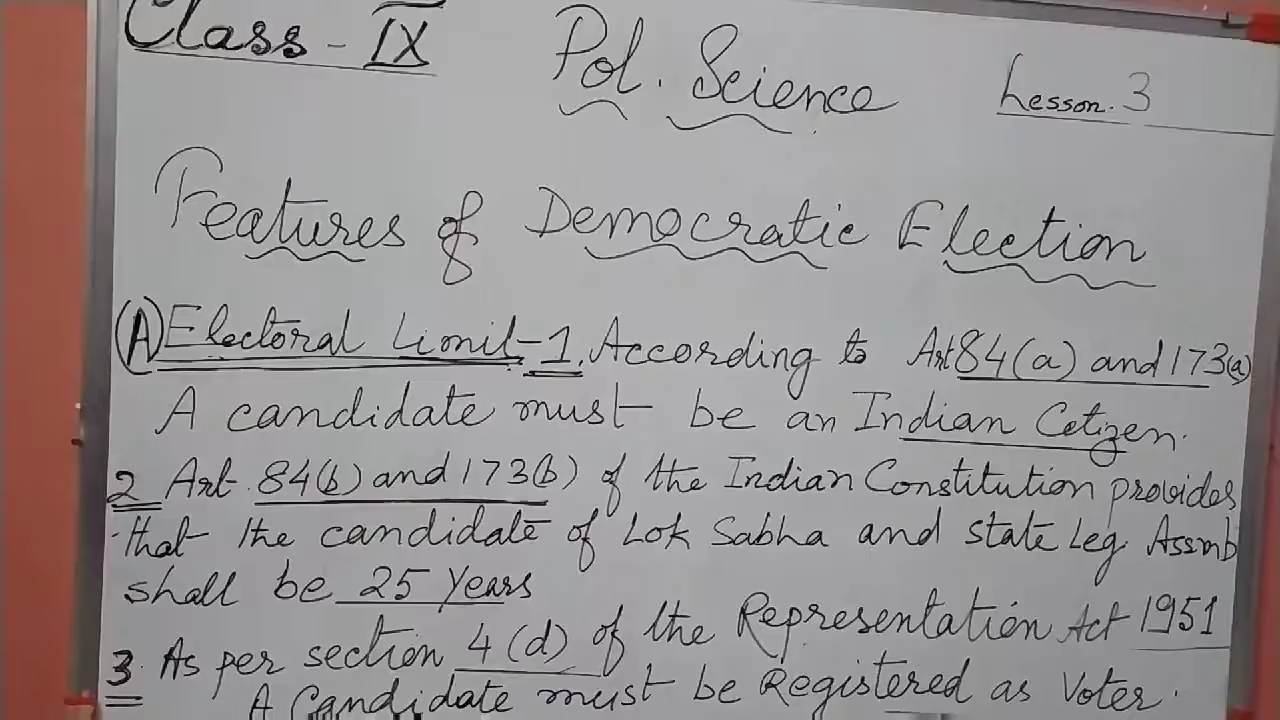 Class - IX Pol. Science Lesson. 3
Features of Democratic Election
(A) Electoral Limit-1. According to Art 84(a) and 173(a)
A candidate must be an Indian Cetizen.
2 Art. 84(b) and 173(b) of the Indian Constitution provides
that the candidate of Lok Sabha and state Leg. Assmb
shall be 25 Years
3. As per section 4(d) of the Representation Act 1951
A Candidate must be Registered as Voter.